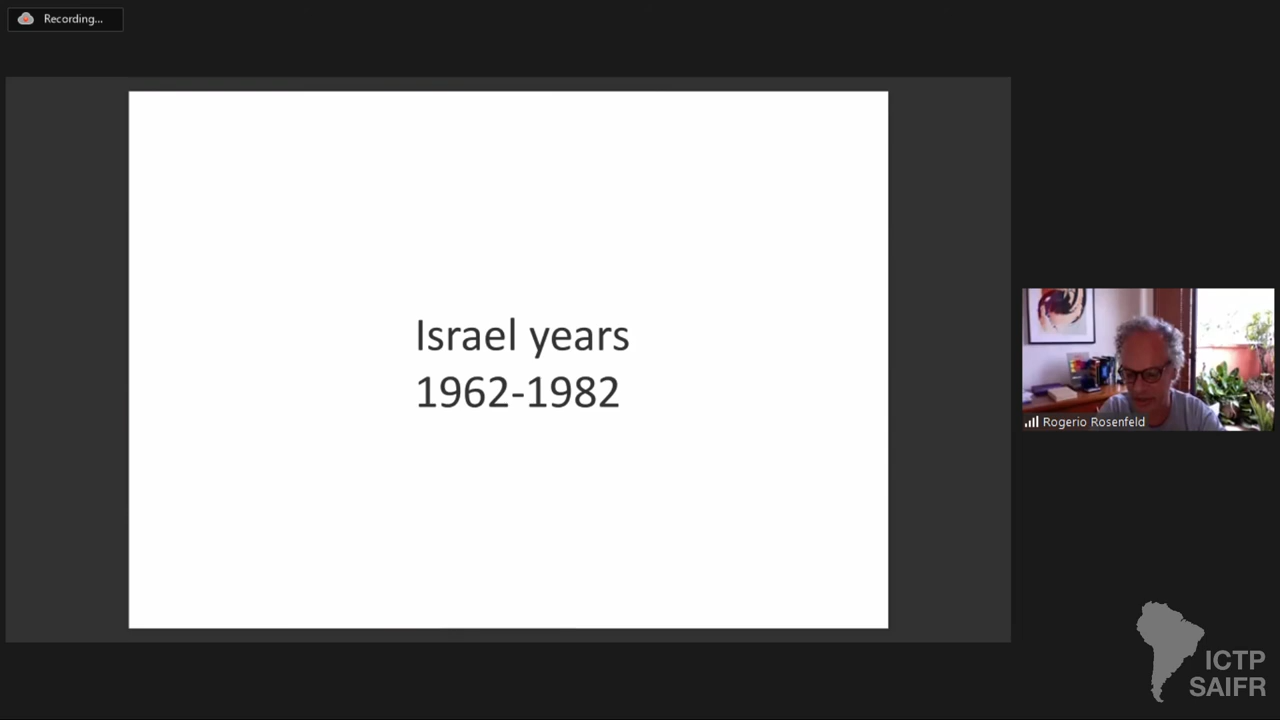 Recording...
Israel years
1962-1982
Rogerio Rosenfeld
ICTP
SAIFR